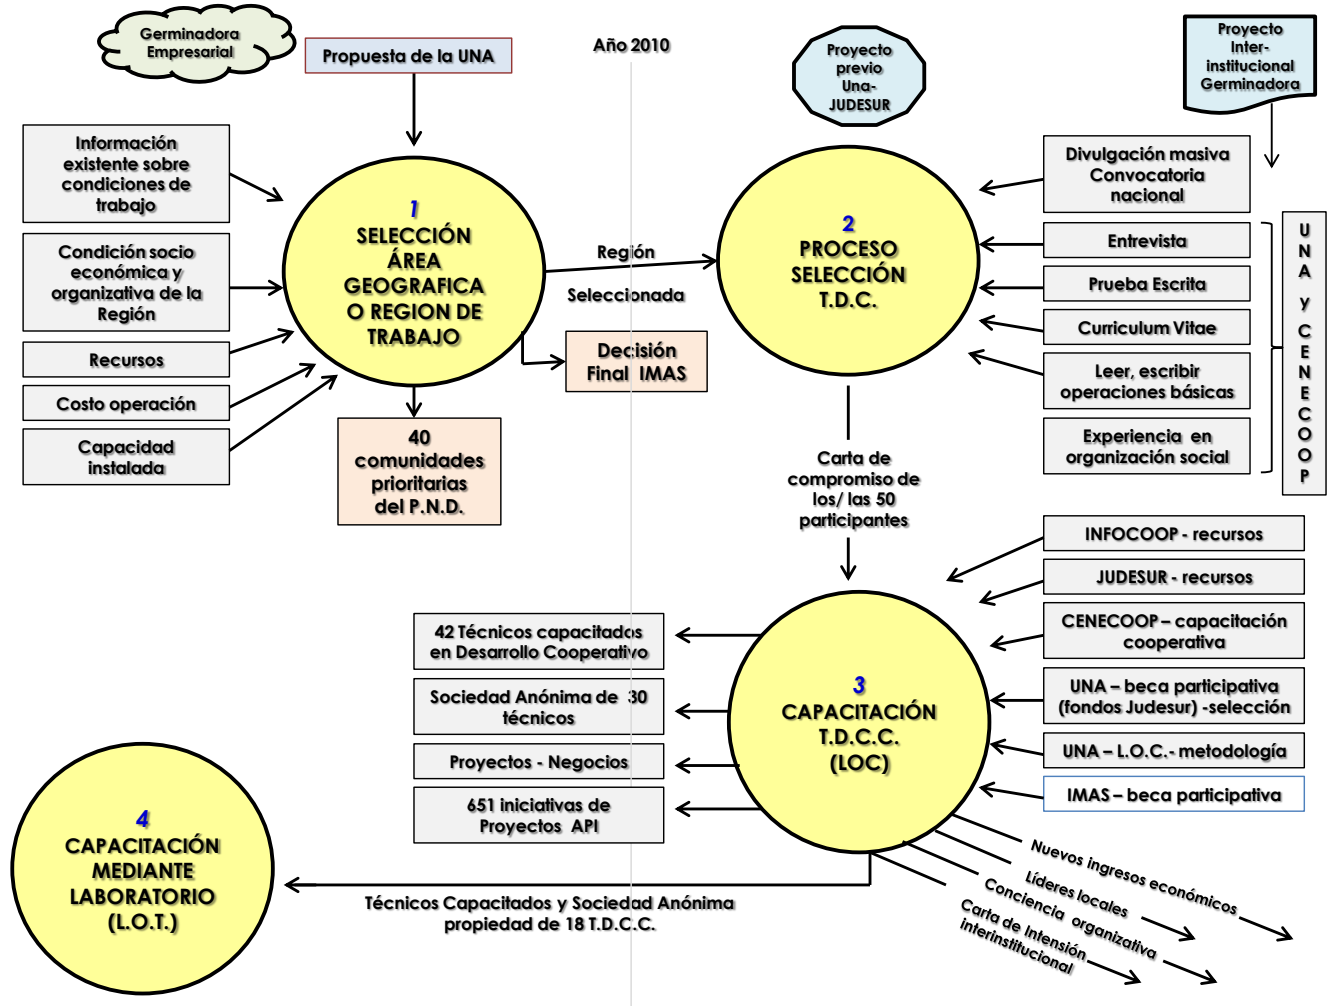 Germinadora
Empresarial
Propuesta de la UNA
Año 2010
Proyecto
previo
Una-
JUDESUR
Proyecto
Inter-
institucional
Germinadora
Información
existente sobre
condiciones de
trabajo
Condición socio
económica y
organizativa de la
Región
Recursos
Costo operación
Capacidad
instalada
1
SELECCIÓN
ÁREA
GEOGRAFICA
O REGION DE
TRABAJO
Región
Seleccionada
Decisión
Final IMAS
40
comunidades
prioritarias
del P.N.D.
2
PROCESO
SELECCIÓN
T.D.C.
Divulgación masiva
Convocatoria
nacional
Entrevista
Prueba Escrita
Curriculum Vitae
Leer, escribir
operaciones básicas
Experiencia en
organización social
U
N
A
y
C
E
N
E
C
O
O
P
Carta de
compromiso de
los/ las 50
participantes
INFOCOOP - recursos
JUDESUR - recursos
CENECOOP – capacitación
cooperativa
UNA – beca participativa
(fondos Judesur) -selección
UNA – L.O.C.- metodología
IMAS – beca participativa
3
CAPACITACIÓN
T.D.C.C.
(LOC)
42 Técnicos capacitados
en Desarrollo Cooperativo
Sociedad Anónima de 30
técnicos
Proyectos - Negocios
651 iniciativas de
Proyectos API
Nuevos ingresos económicos
Líderes locales
Conciencia organizativa
Carta de Intensión
interinstitucional
Técnicos Capacitados y Sociedad Anónima
propiedad de 18 T.D.C.C.
4
CAPACITACIÓN
MEDIANTE
LABORATORIO
(L.O.T.)